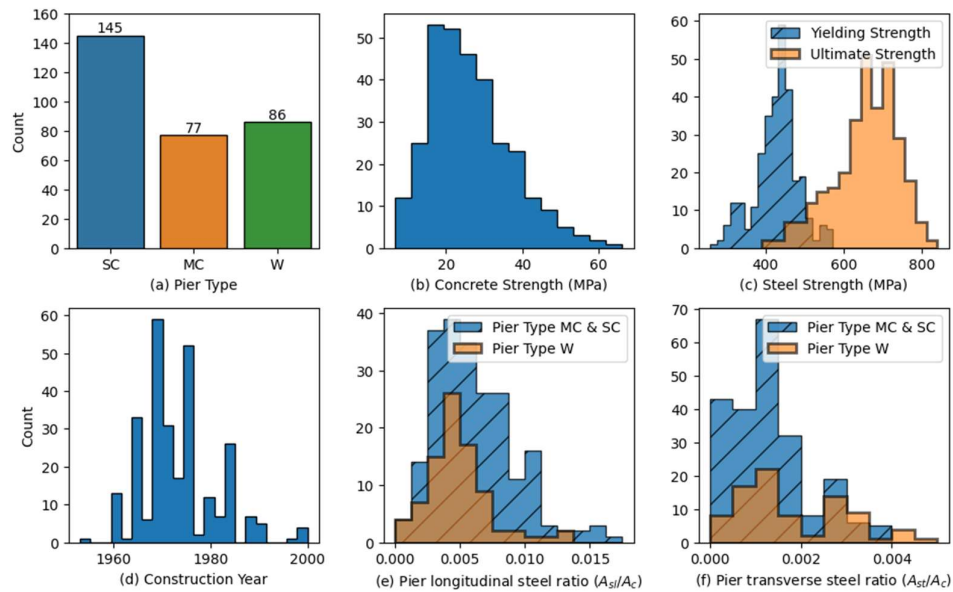 160
140
120
100
80
60
40
20
0
Count
145
77
86
SC MC W
(a) Pier Type
50
40
30
20
10
0
20 40 60
(b) Concrete Strength (MPa)
60
50
40
30
20
10
0
Yielding Strength
Ultimate Strength
400 600 800
(c) Steel Strength (MPa)
60
50
40
30
20
10
0
Count
1960 1980 2000
(d) Construction Year
40
30
20
10
0
Pier Type MC & SC
Pier Type W
0.000 0.005 0.010 0.015
(e) Pier longitudinal steel ratio (Asl/Ac)
70
60
50
40
30
20
10
0
Pier Type MC & SC
Pier Type W
0.000 0.002 0.004
(f) Pier transverse steel ratio (Ast/Ac)